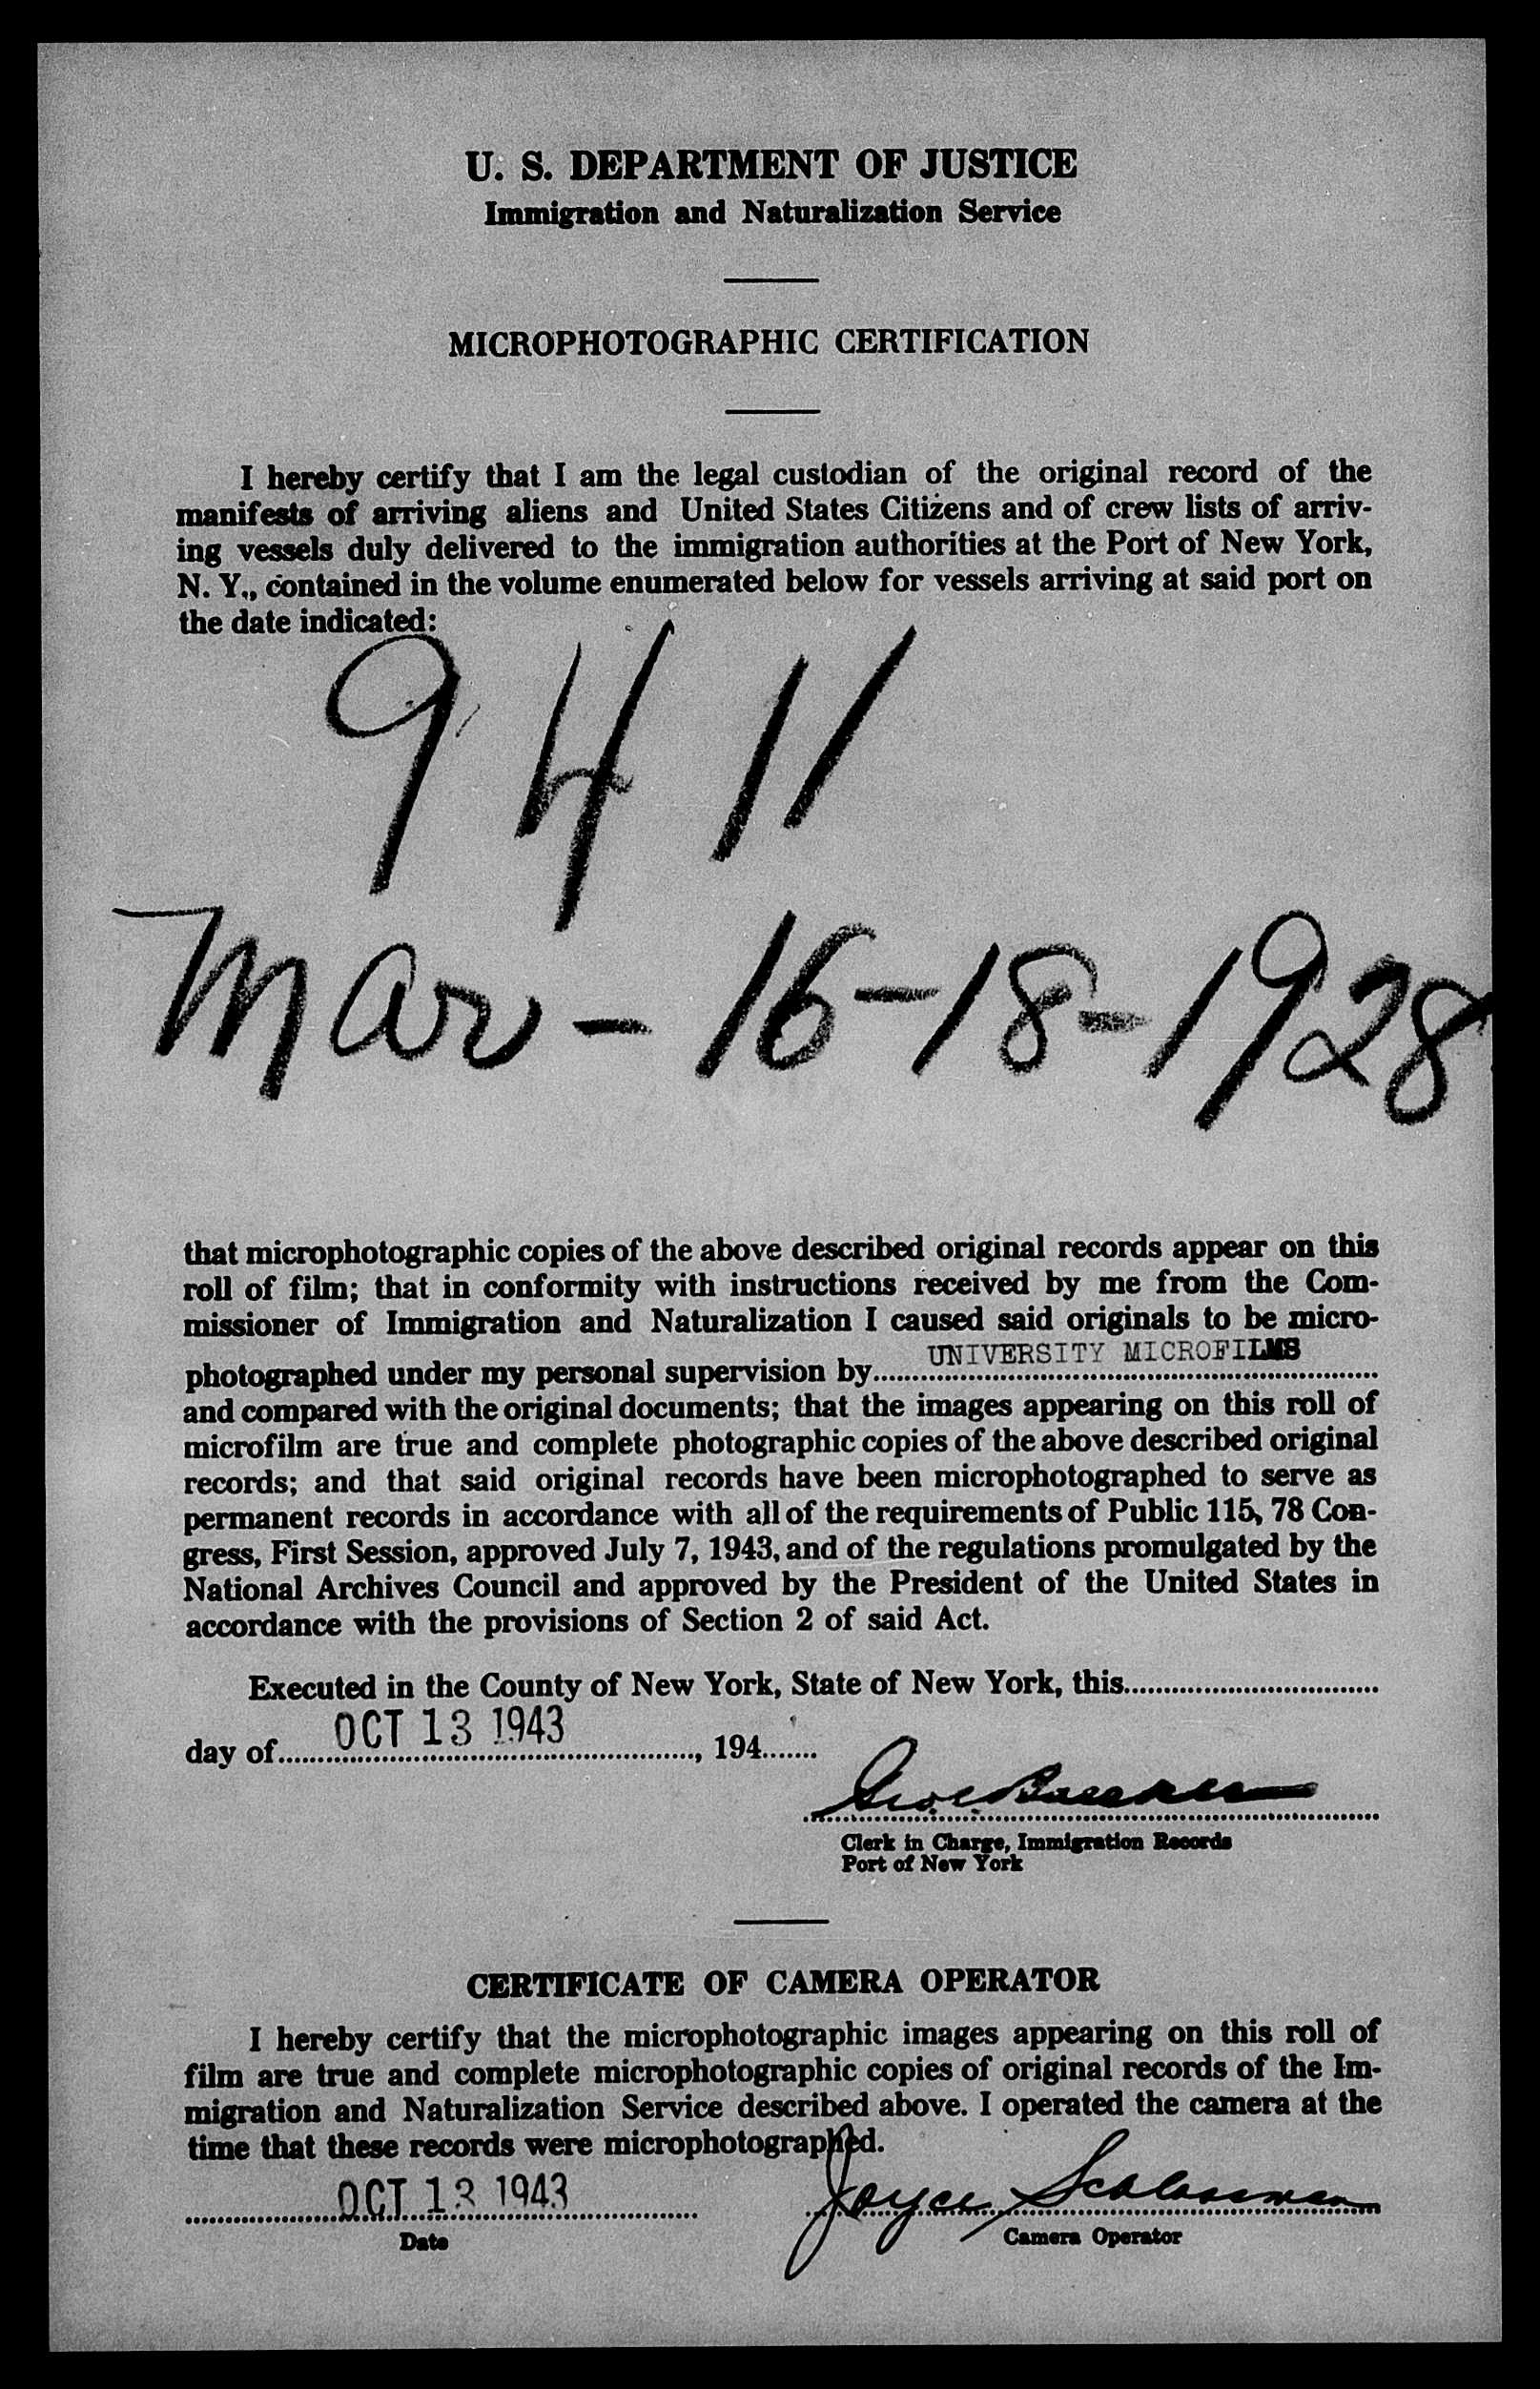 U. S. DEPARTMENT OF JUSTICE
Immigration and Naturalization Service
MICROPHOTOGRAPHIC CERTIFICATION
I hereby certify that I am the legal custodian of the original record of the
manifests of arriving aliens and United States Citizens and of crew lists of arriv-
ing vessels duly delivered to the immigration authorities at the Port of New York,
N. Y., contained in the volume enumerated below for vessels arriving at said port on
the date indicated:
9411
Mar - 16-18-1928
that microphotographic copies of the above described original records appear on this
roll of film; that in conformity with instructions received by me from the Com-
missioner of Immigration and Naturalization I caused said originals to be micro-
photographed under my personal supervision by UNIVERSITY MICROFILMS
and compared with the original documents; that the images appearing on this roll of
microfilm are true and complete photographic copies of the above described original
records; and that said original records have been microphotographed to serve as
permanent records in accordance with all of the requirements of Public 115, 78 Con-
gress, First Session, approved July 7, 1943, and of the regulations promulgated by the
National Archives Council and approved by the President of the United States in
accordance with the provisions of Section 2 of said Act.
Executed in the County of New York, State of New York, this
day of OCT 13 1943, 194
Clerk in Charge, Immigration Records
Port of New York
CERTIFICATE OF CAMERA OPERATOR
I hereby certify that the microphotographic images appearing on this roll of
film are true and complete microphotographic copies of original records of the Im-
migration and Naturalization Service described above. I operated the camera at the
time that these records were microphotographed.
OCT 13 1943 Joyce
Date
Camera Operator